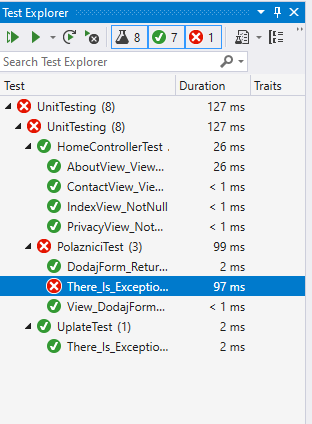 Test Explorer
8 7 1
Search Test Explorer
Test Duration Traits
UnitTesting (8) 127 ms
UnitTesting (8) 127 ms
HomeControllerTest . 26 ms
AboutView_View... 26 ms
ContactView_Vie... < 1 ms
IndexView_NotNull < 1 ms
PrivacyView_Not... < 1 ms
PolazniciTest (3) 99 ms
DodajForm_Retur... 2 ms
There_Is_Exceptio... 97 ms
View_DodajForm... < 1 ms
UplateTest (1) 2 ms
There_Is_Exceptio... 2 ms